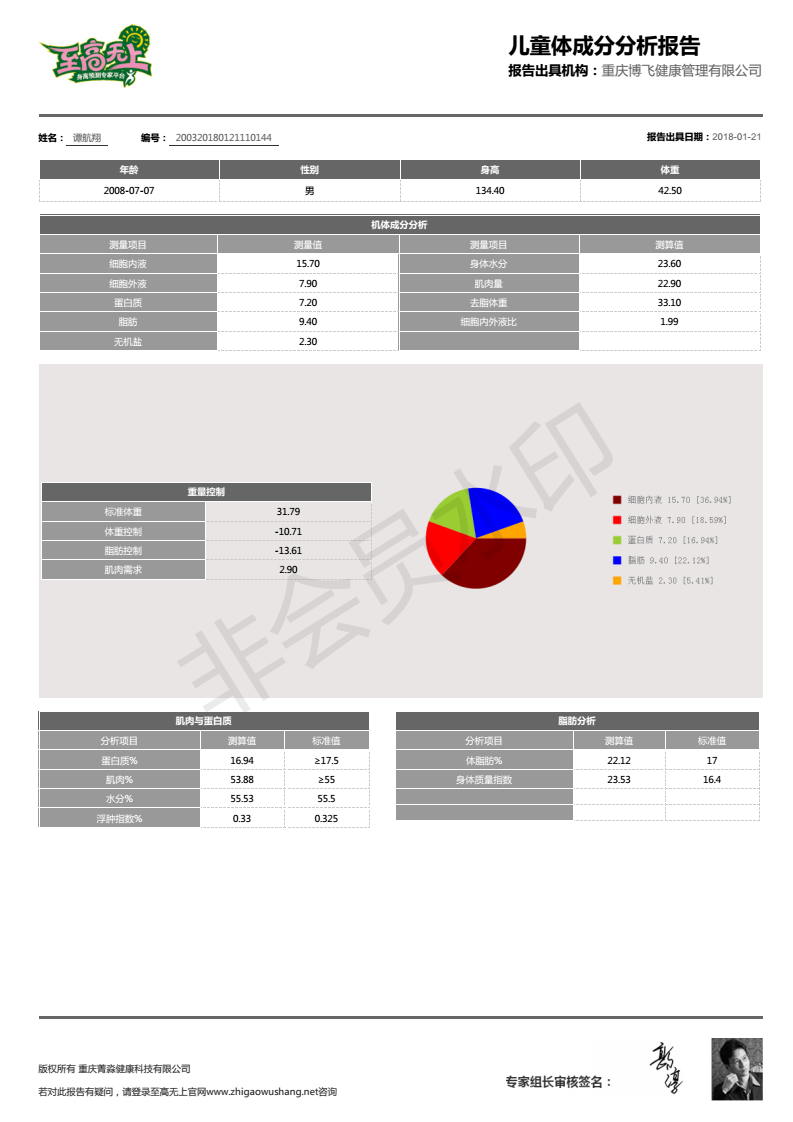 至高无上
身高预测专家平台
儿童体成分分析报告
报告出具机构：重庆博飞健康管理有限公司
姓名： 谭航翔 编号： 200320180121110144 报告出具日期：2018-01-21
年龄 性别 身高 体重
2008-07-07 男 134.40 42.50
机体成分分析
测量项目 测量值 测量项目 测算值
细胞内液 15.70 身体水分 23.60
细胞外液 7.90 肌肉量 22.90
蛋白质 7.20 去脂体重 33.10
脂肪 9.40 细胞内外液比 1.99
无机盐 2.30
非会员水印
重量控制
标准体重 31.79
体重控制 -10.71
脂肪控制 -13.61
肌肉需求 2.90
细胞内液 15.70 [36.94%]
细胞外液 7.90 [18.59%]
蛋白质 7.20 [16.94%]
脂肪 9.40 [22.12%]
无机盐 2.30 [5.41%]
肌肉与蛋白质
分析项目 测算值 标准值
蛋白质% 16.94 ≥17.5
肌肉% 53.88 ≥55
水分% 55.53 55.5
浮肿指数% 0.33 0.325
脂肪分析
分析项目 测算值 标准值
体脂肪% 22.12 17
身体质量指数 23.53 16.4
版权所有 重庆菁淼健康科技有限公司
若对此报告有疑问，请登录至高无上官网www.zhigaowushang.net咨询
专家组长审核签名：